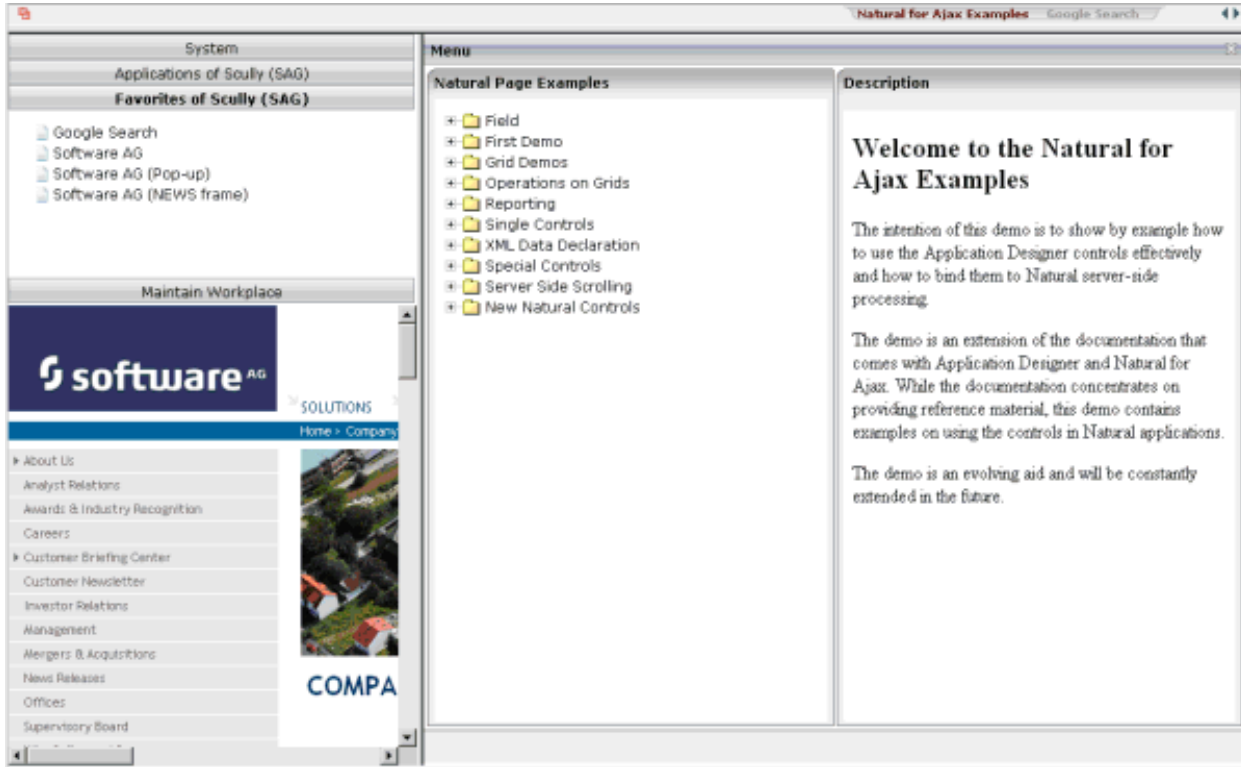 Natural for Ajax Examples Google Search
System
Applications of Scully (SAG)
Favorites of Scully (SAG)
Google Search
Software AG
Software AG (Pop-up)
Software AG (NEWS frame)
Maintain Workplace
software AG
SOLUTIONS
Home > Company
About Us
Analyst Relations
Awards & Industry Recognition
Careers
Customer Briefing Center
Customer Newsletter
Investor Relations
Management
Mergers & Acquisitions
News Releases
Offices
Supervisory Board
COMPA
Menu
Natural Page Examples
Field
First Demo
Grid Demos
Operations on Grids
Reporting
Single Controls
XML Data Declaration
Special Controls
Server Side Scrolling
New Natural Controls
Description
Welcome to the Natural for
Ajax Examples
The intention of this demo is to show by example how
to use the Application Designer controls effectively
and how to bind them to Natural server-side
processing.
The demo is an extension of the documentation that
comes with Application Designer and Natural for
Ajax. While the documentation concentrates on
providing reference material, this demo contains
examples on using the controls in Natural applications.
The demo is an evolving aid and will be constantly
extended in the future.